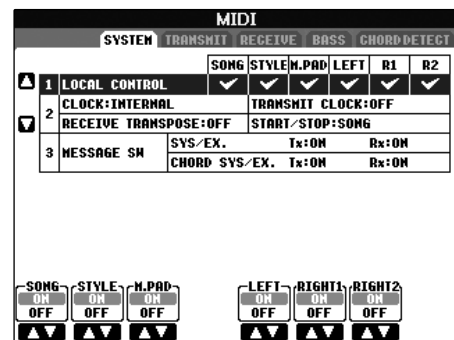 MIDI
SYSTEM TRANSMIT RECEIVE BASS CHORD DETECT
SONG STYLE M.PAD LEFT R1 R2
1 LOCAL CONTROL
2 CLOCK:INTERNAL TRANSMIT CLOCK:OFF
RECEIVE TRANSPOSE:OFF START/STOP:SONG
3 MESSAGE SW SYS/EX. Tx:ON Rx:ON
CHORD SYS/EX. Tx:ON Rx:ON
SONG STYLE M.PAD LEFT RIGHT1 RIGHT2
ON ON ON ON ON ON
OFF OFF OFF OFF OFF OFF